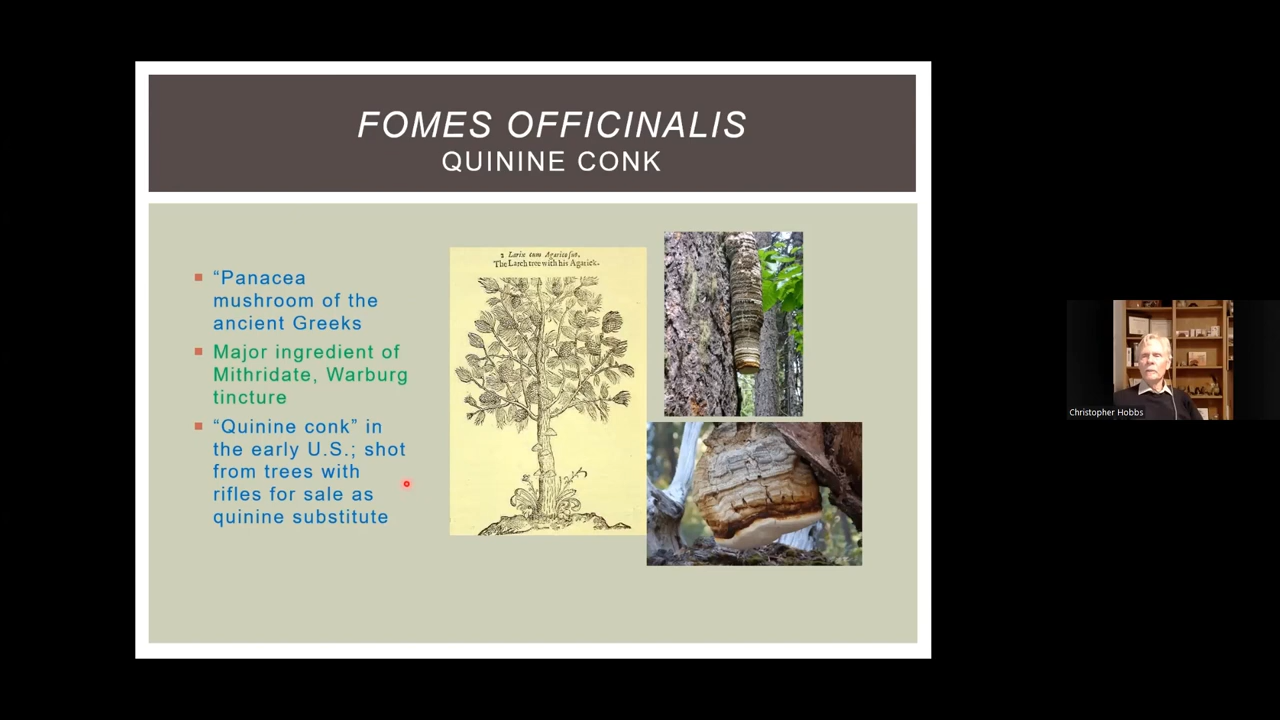 FOMES OFFICINALIS
QUININE CONK
“Panacea
mushroom of the
ancient Greeks
Major ingredient of
Mithridate, Warburg
tincture
“Quinine conk” in
the early U.S.; shot
from trees with
rifles for sale as
quinine substitute
2 Larix cum Agarico suo.
The Larch tree with his Agarick.
Christopher Hobbs